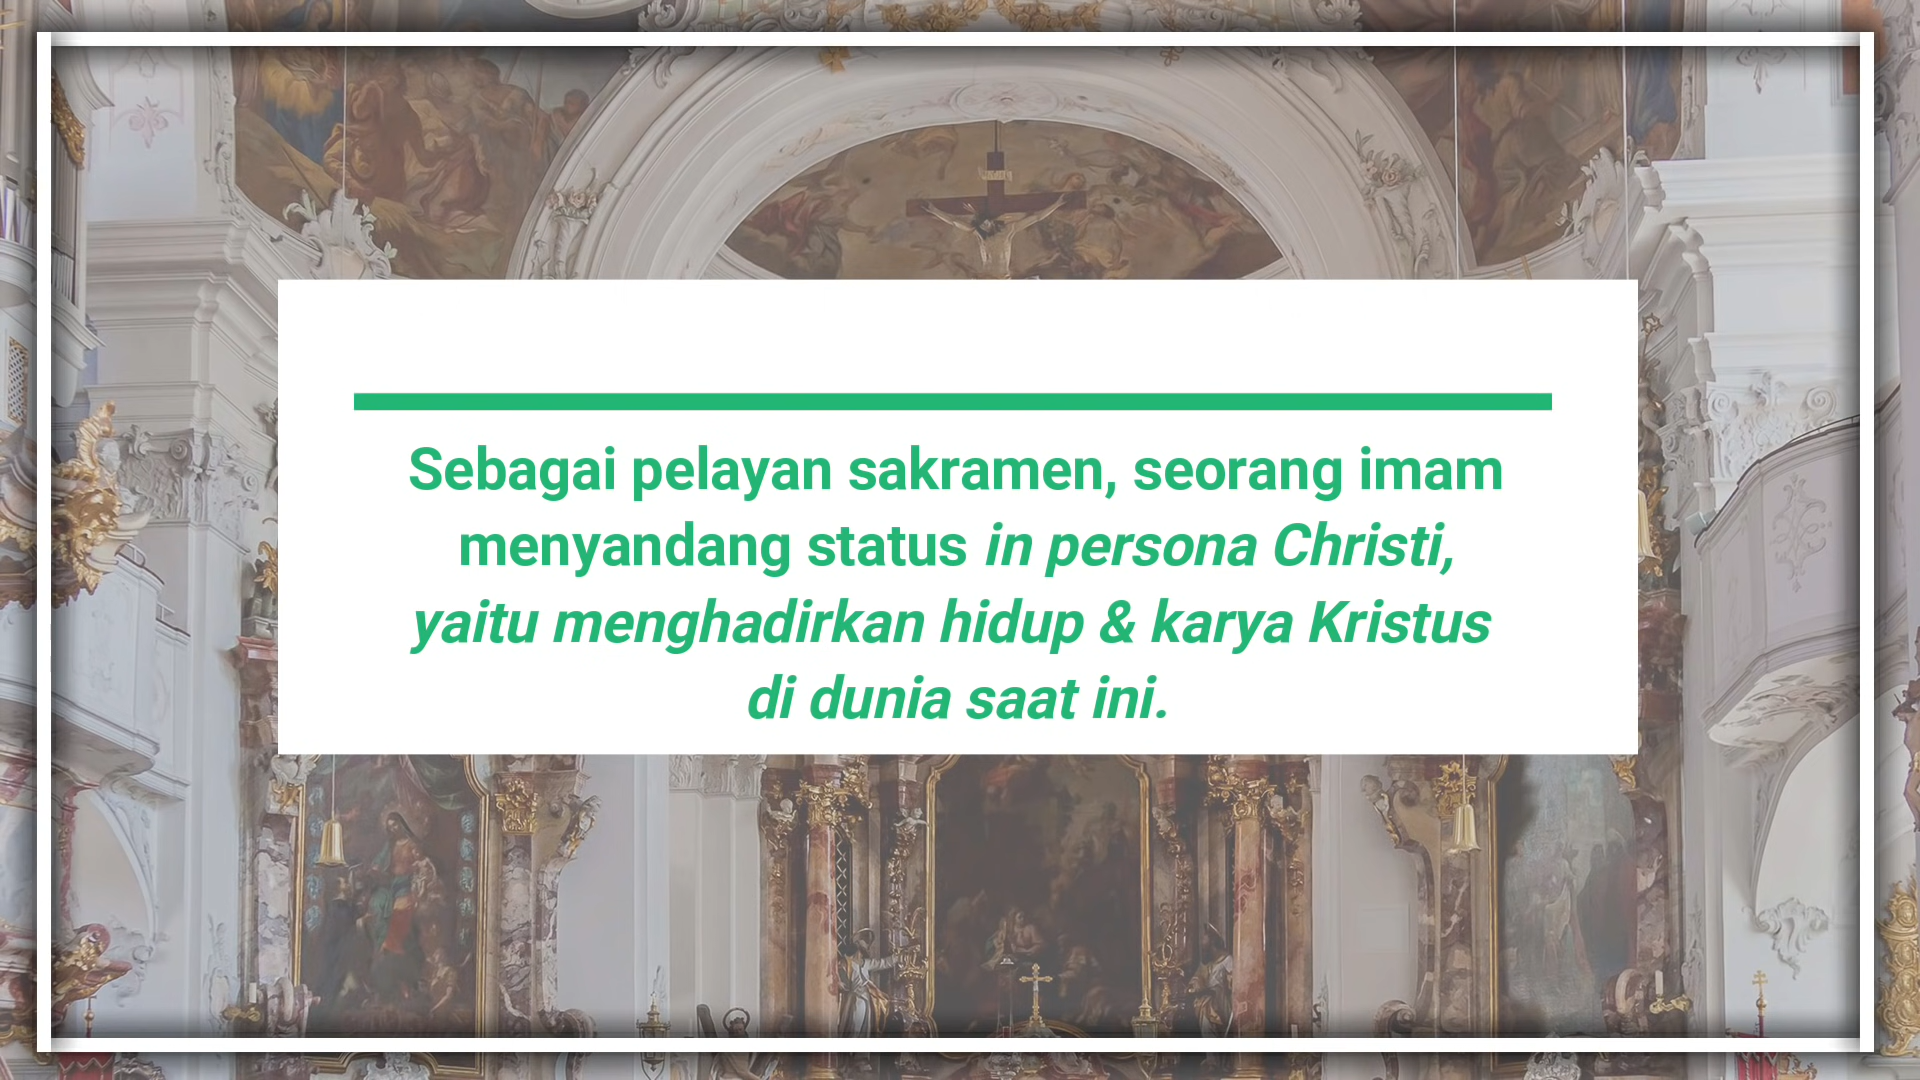 Sebagai pelayan sakramen, seorang imam
menyandang status in persona Christi,
yaitu menghadirkan hidup & karya Kristus
di dunia saat ini.